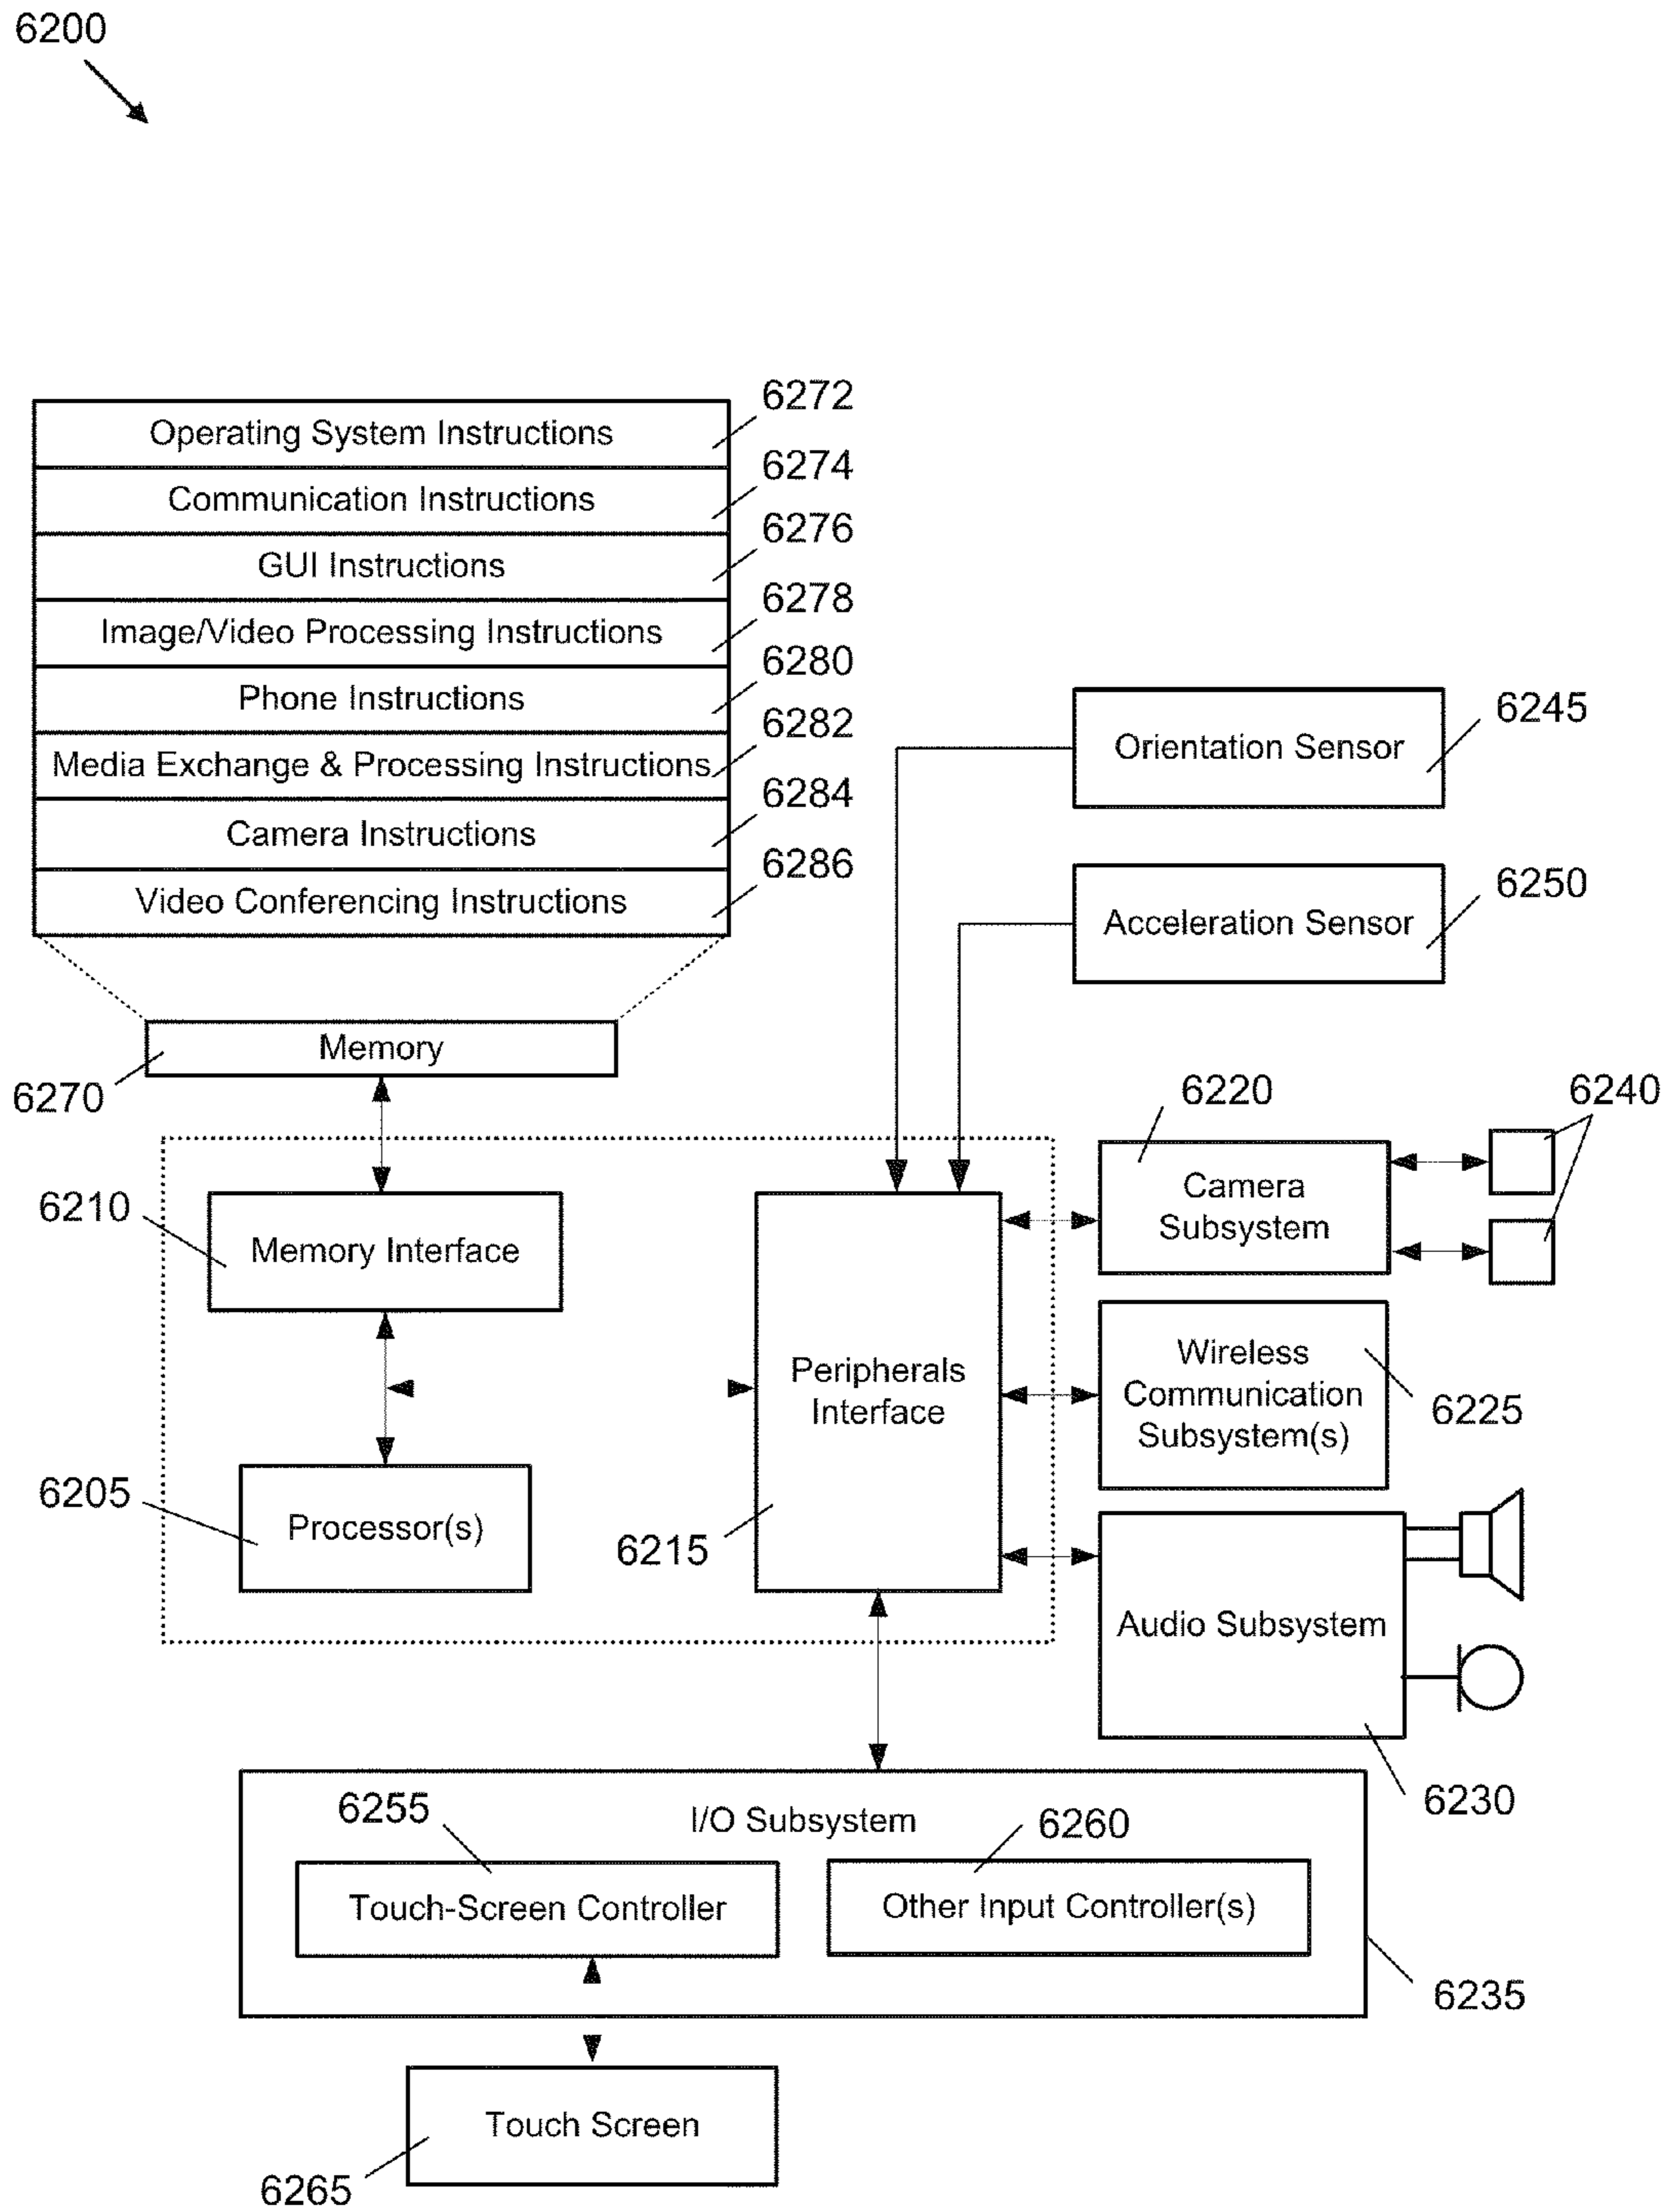 6200
6272
Operating System Instructions
6274
Communication Instructions
6276
GUI Instructions
6278
Image/Video Processing Instructions
6280
Phone Instructions
6282
Media Exchange & Processing Instructions
6284
Camera Instructions
6286
Video Conferencing Instructions
6245
Orientation Sensor
6250
Acceleration Sensor
Memory
6270
6220
6240
Camera
Subsystem
6210
Memory Interface
Peripherals
Interface
6215
Wireless
Communication
Subsystem(s)
6225
6205
Processor(s)
Audio Subsystem
6230
I/O Subsystem
6255
Touch-Screen Controller
6260
Other Input Controller(s)
6235
Touch Screen
6265